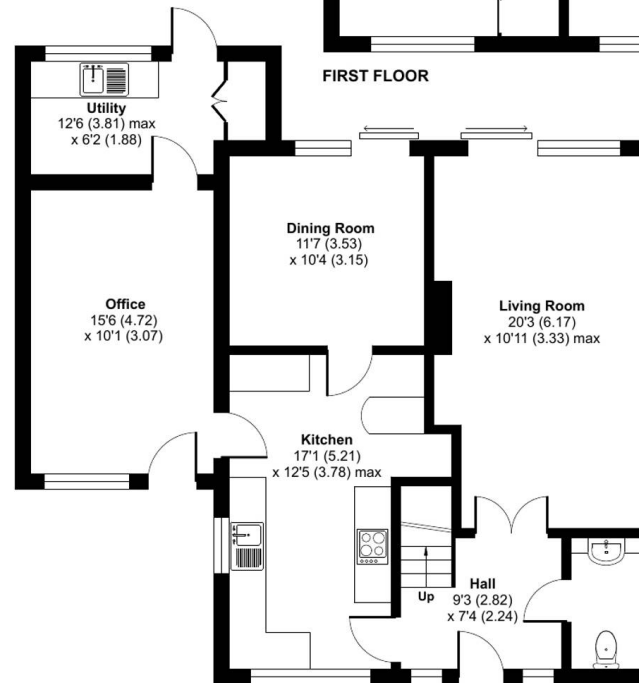 FIRST FLOOR
Utility
12'6 (3.81) max
x 6'2 (1.88)
Dining Room
11'7 (3.53)
x 10'4 (3.15)
Office
15'6 (4.72)
x 10'1 (3.07)
Living Room
20'3 (6.17)
x 10'11 (3.33) max
Kitchen
17'1 (5.21)
x 12'5 (3.78) max
Hall
9'3 (2.82)
x 7'4 (2.24)
Up